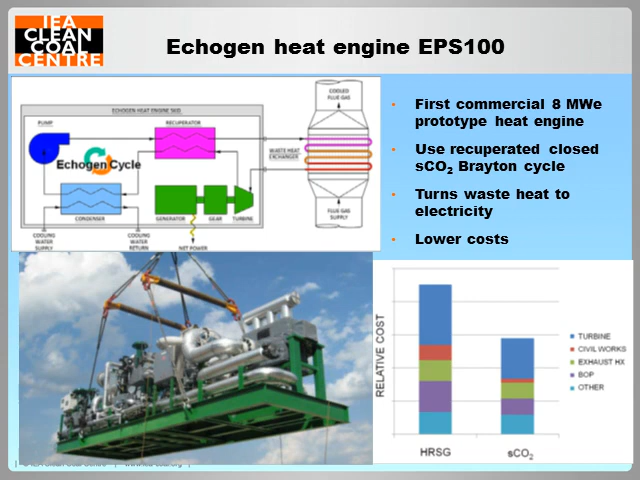 IEA
CLEAN
COAL
CENTRE
Echogen heat engine EPS100
ECHOGEN HEAT ENGINE SKID
PUMP
RECUPERATOR
Echogen Cycle
CONDENSER
GENERATOR
GEAR
TURBINE
COOLING
WATER
SUPPLY
COOLING
WATER
RETURN
NET POWER
WASTE HEAT
EXCHANGER
COOLED
FLUE GAS
FLUE GAS
SUPPLY
First commercial 8 MWe
prototype heat engine
Use recuperated closed
sCO₂ Brayton cycle
Turns waste heat to
electricity
Lower costs
RELATIVE COST
HRSG
sCO₂
TURBINE
CIVIL WORKS
EXHAUST HX
BOP
OTHER